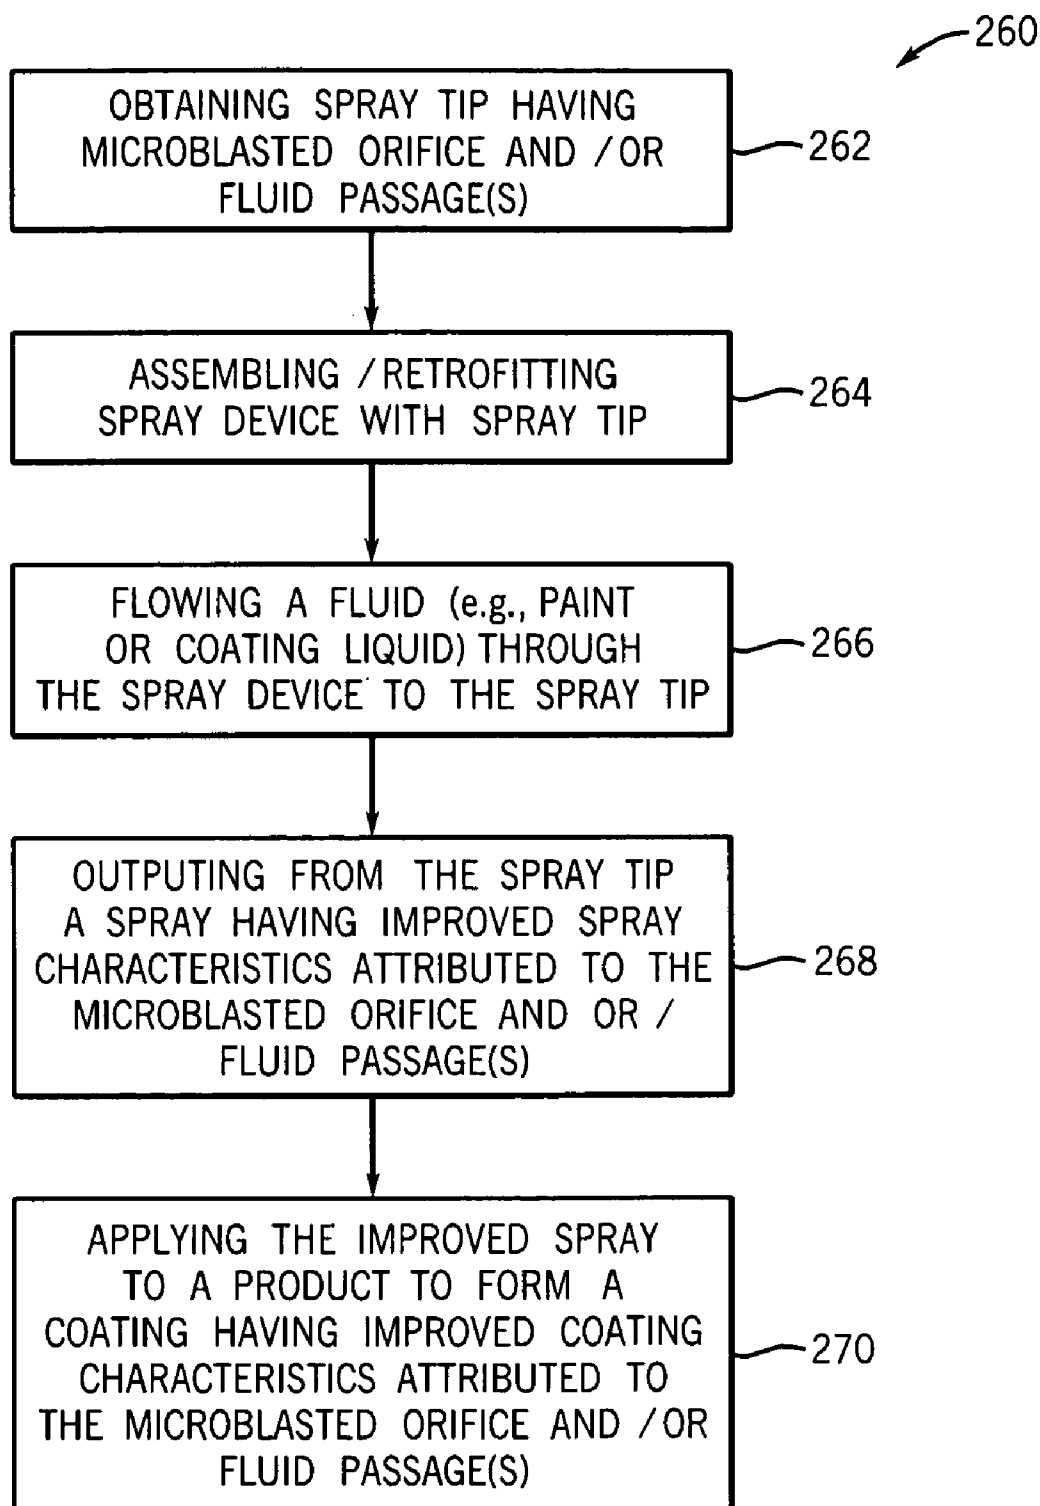 260
OBTAINING SPRAY TIP HAVING
MICROBLASTED ORIFICE AND /OR
FLUID PASSAGE(S)
262
ASSEMBLING /RETROFITTING
SPRAY DEVICE WITH SPRAY TIP
264
FLOWING A FLUID (e.g., PAINT
OR COATING LIQUID) THROUGH
THE SPRAY DEVICE TO THE SPRAY TIP
266
OUTPUTING FROM THE SPRAY TIP
A SPRAY HAVING IMPROVED SPRAY
CHARACTERISTICS ATTRIBUTED TO THE
MICROBLASTED ORIFICE AND OR /
FLUID PASSAGE(S)
268
APPLYING THE IMPROVED SPRAY
TO A PRODUCT TO FORM A
COATING HAVING IMPROVED COATING
CHARACTERISTICS ATTRIBUTED TO
THE MICROBLASTED ORIFICE AND /OR
FLUID PASSAGE(S)
270